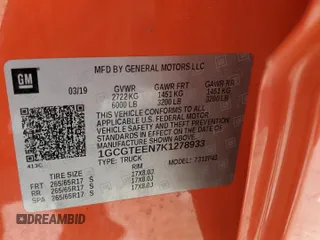 GM
MFD BY GENERAL MOTORS LLC
03/19
GVWR GAWR FRT GAWR RR
2722 KG 1451 KG 1451 KG
6000 LB 3200 LB 3200 LB
THIS VEHICLE CONFORMS TO ALL
APPLICABLE U.S. FEDERAL MOTOR VEHICLE
SAFETY, BUMPER, AND THEFT PREVENTION
STANDARDS IN EFFECT ON THE DATE OF
MANUFACTURE SHOWN ABOVE.
1GCGTEEN7K1278933
TYPE: TRUCK
TIRE SIZE RIM
FRT 265/65R17 S 17X8.0J
RR 265/65R17 S 17X8.0J
SPA 265/65R17 S 17X8.0J
DREAMBID